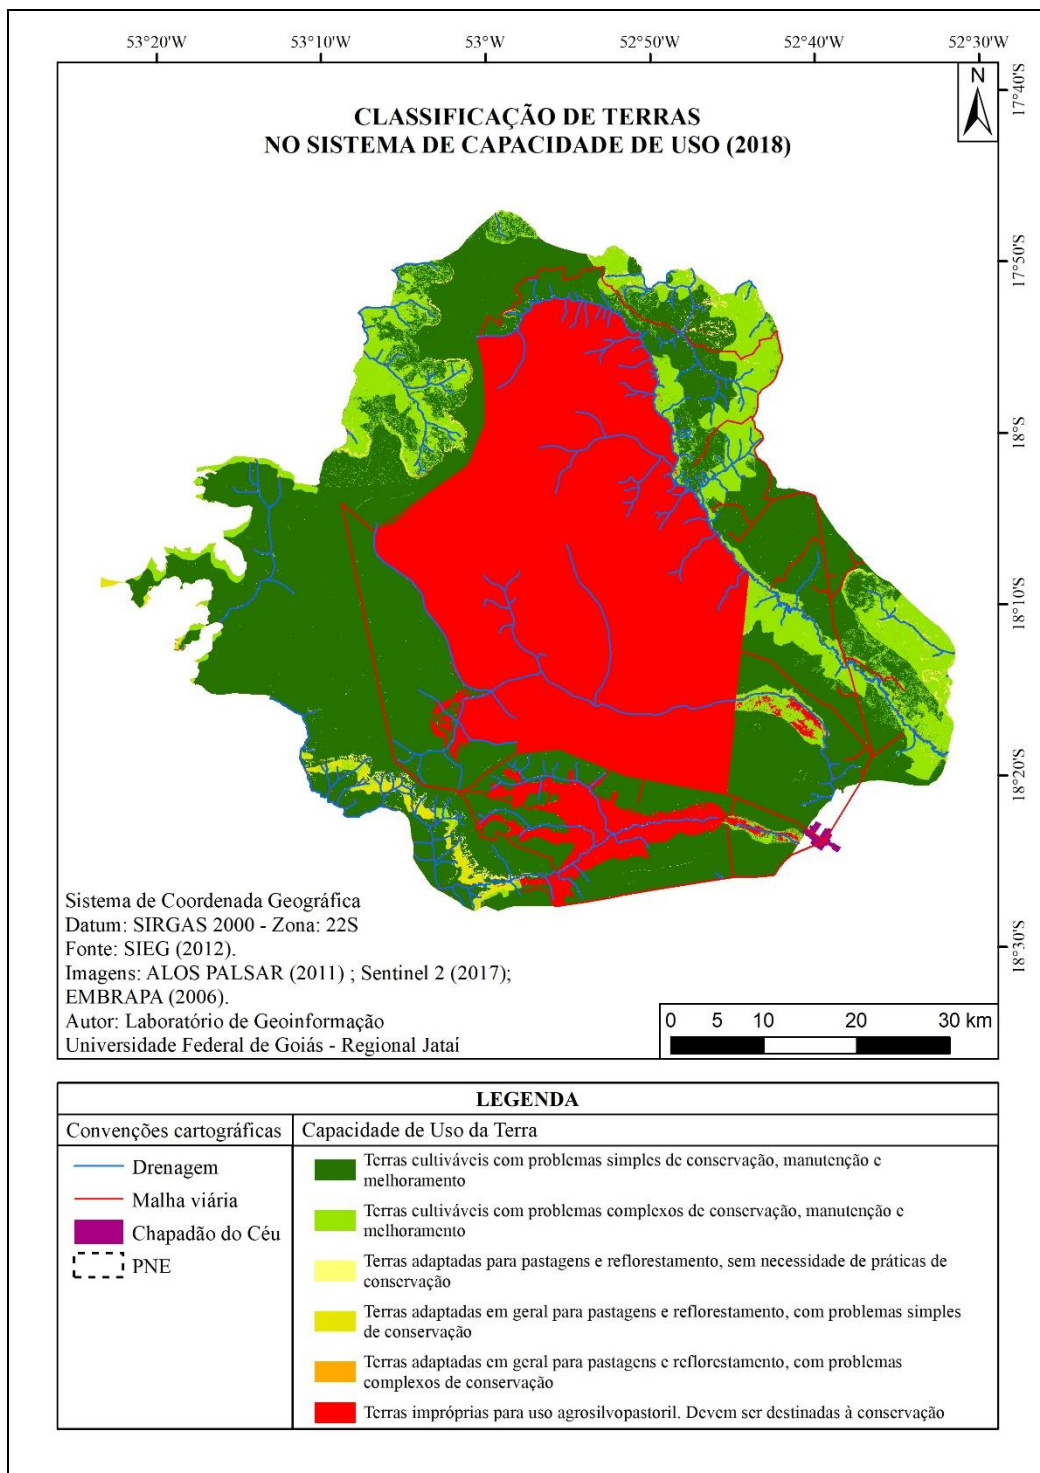 53°20'W 53°10'W 53°W 52°50'W 52°40'W 52°30'W
N
17°40'S
CLASSIFICAÇÃO DE TERRAS
NO SISTEMA DE CAPACIDADE DE USO (2018)
17°50'S
18°S
18°10'S
18°20'S
18°30'S
Sistema de Coordenada Geográfica
Datum: SIRGAS 2000 - Zona: 22S
Fonte: SIEG (2012).
Imagens: ALOS PALSAR (2011) ; Sentinel 2 (2017);
EMBRAPA (2006).
Autor: Laboratório de Geoinformação
Universidade Federal de Goiás - Regional Jataí
0 5 10 20 30 km
LEGENDA
Convenções cartográficas
Drenagem
Malha viária
Chapadão do Céu
PNE
Capacidade de Uso da Terra
Terras cultiváveis com problemas simples de conservação, manutenção e
melhoramento
Terras cultiváveis com problemas complexos de conservação, manutenção e
melhoramento
Terras adaptadas para pastagens e reflorestamento, sem necessidade de práticas de
conservação
Terras adaptadas em geral para pastagens e reflorestamento, com problemas simples
de conservação
Terras adaptadas em geral para pastagens e reflorestamento, com problemas
complexos de conservação
Terras impróprias para uso agrosilvopastoril. Devem ser destinadas à conservação